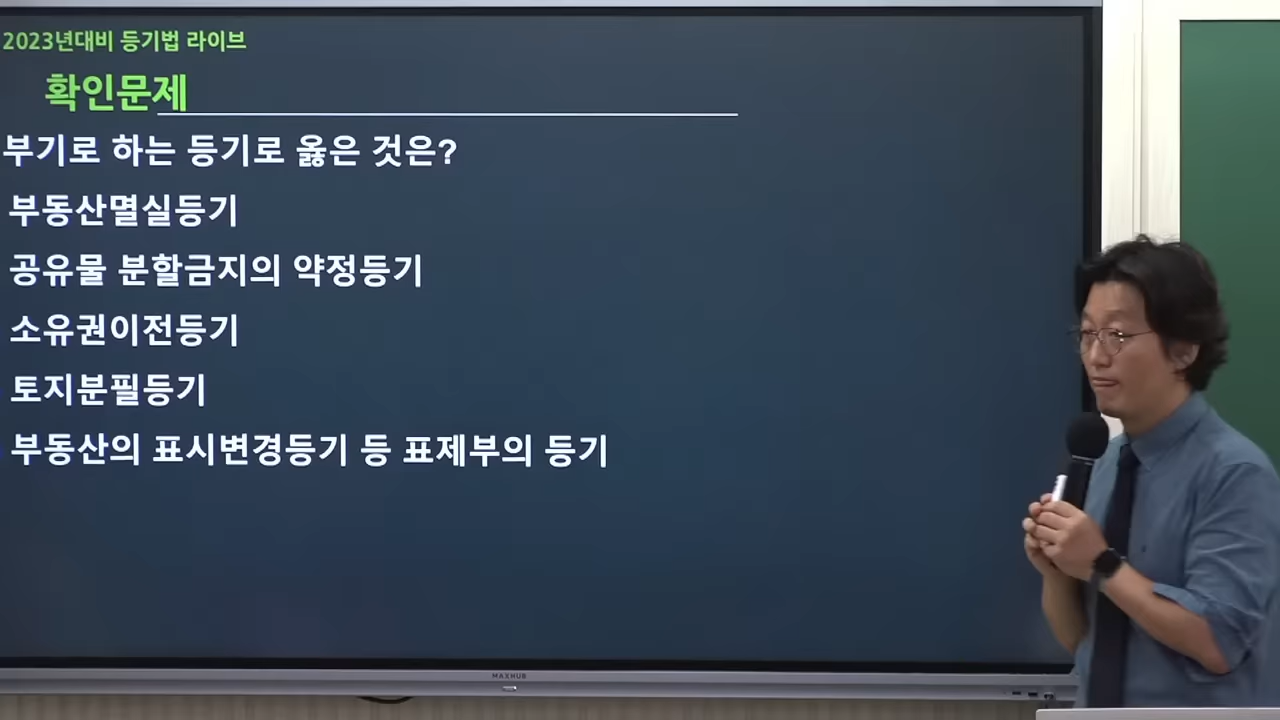 2023년대비 등기법 라이브
확인문제
부기로 하는 등기로 옳은 것은?
부동산멸실등기
공유물 분할금지의 약정등기
소유권이전등기
토지분필등기
부동산의 표시변경등기 등 표제부의 등기
MAXHUB